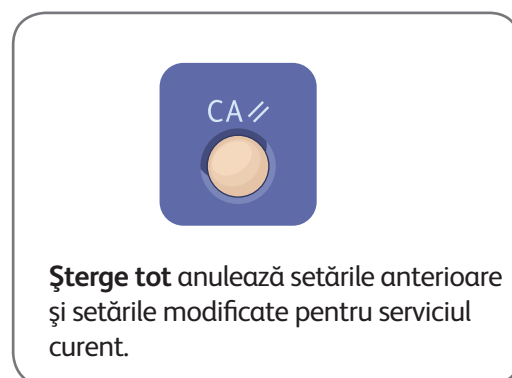 CA //
Şterge tot anulează setările anterioare
şi setările modificate pentru serviciul
curent.